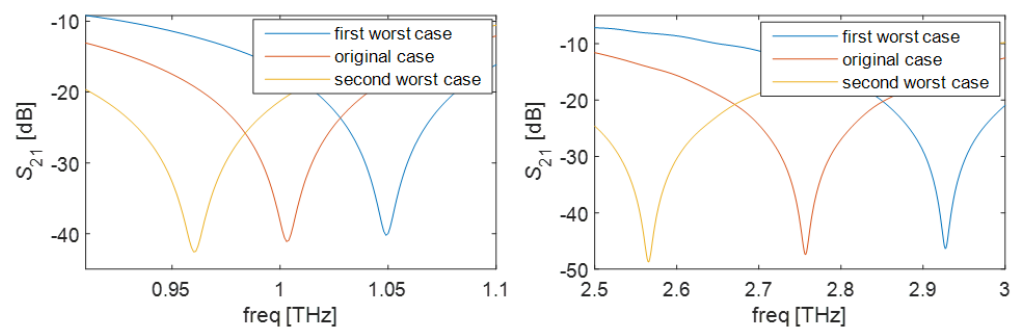 -10
-20
-30
-40
S21 [dB]
first worst case
original case
second worst case
0.95
1
1.05
1.1
freq [THz]
-10
-20
-30
-40
-50
S21 [dB]
first worst case
original case
second worst case
2.5
2.6
2.7
2.8
2.9
3
freq [THz]